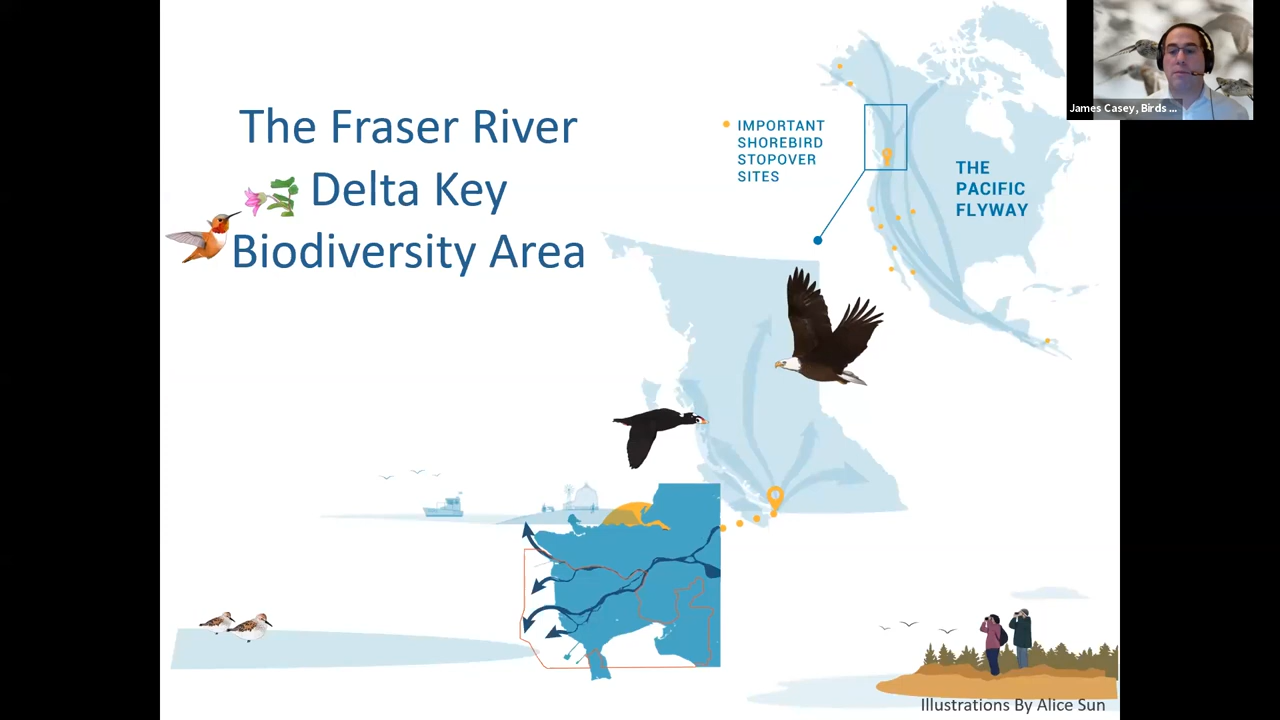 The Fraser River
Delta Key
Biodiversity Area
IMPORTANT
SHOREBIRD
STOPOVER
SITES
THE
PACIFIC
FLYWAY
James Casey, Birds ...
Illustrations By Alice Sun